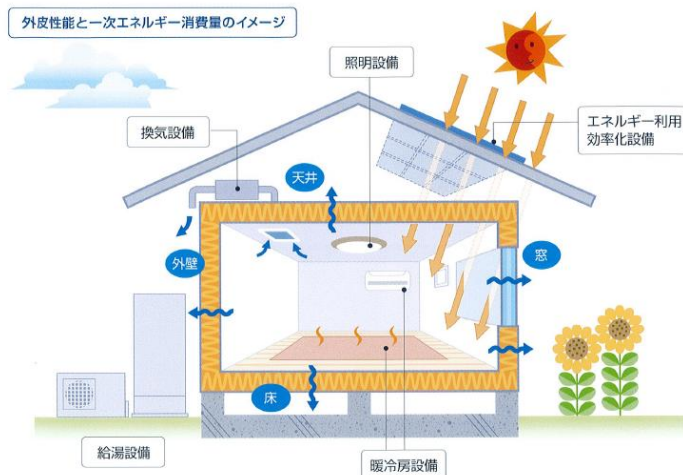 外皮性能と一次エネルギー消費量のイメージ
照明設備
換気設備
エネルギー利用
効率化設備
天井
外壁
窓
床
給湯設備
暖冷房設備